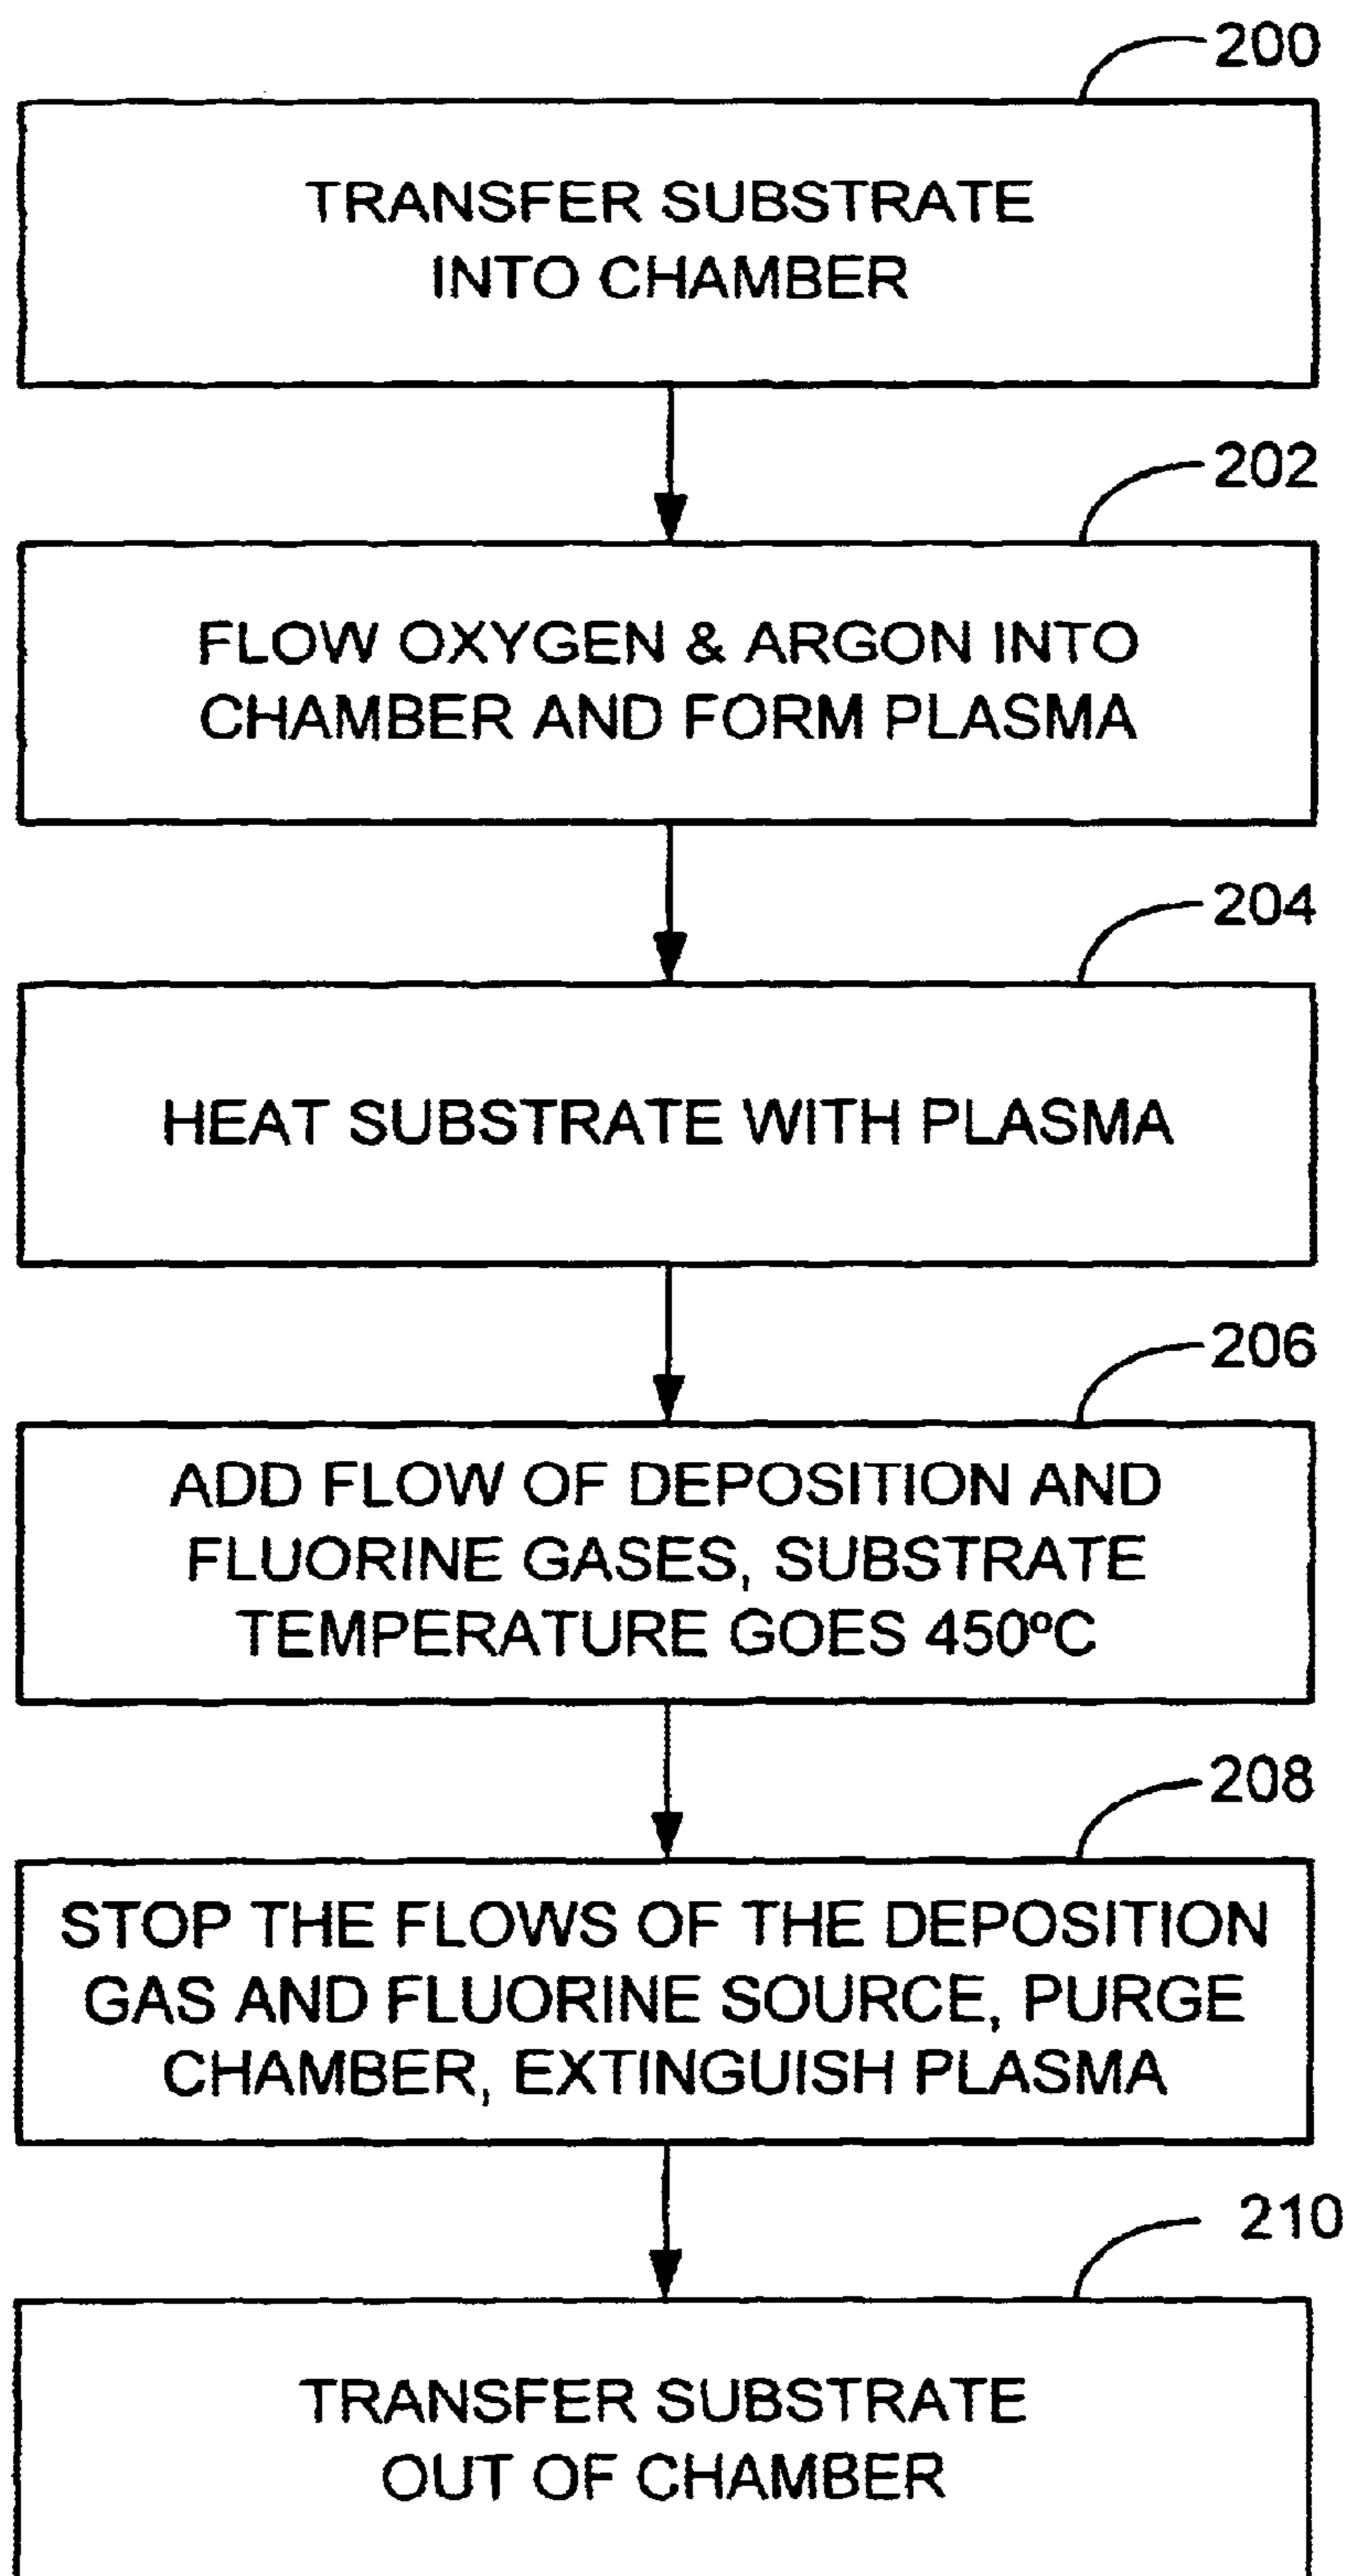 200
TRANSFER SUBSTRATE
INTO CHAMBER
202
FLOW OXYGEN & ARGON INTO
CHAMBER AND FORM PLASMA
204
HEAT SUBSTRATE WITH PLASMA
206
ADD FLOW OF DEPOSITION AND
FLUORINE GASES, SUBSTRATE
TEMPERATURE GOES 450ºC
208
STOP THE FLOWS OF THE DEPOSITION
GAS AND FLUORINE SOURCE, PURGE
CHAMBER, EXTINGUISH PLASMA
210
TRANSFER SUBSTRATE
OUT OF CHAMBER